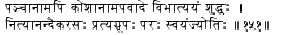 पञ्चानामपि कोशानामपवादे विभात्ययं शुद्धः ।
नित्यानन्दैकरसः प्रत्यग्रूपः परः स्वयंज्योतिः ॥ १५१॥